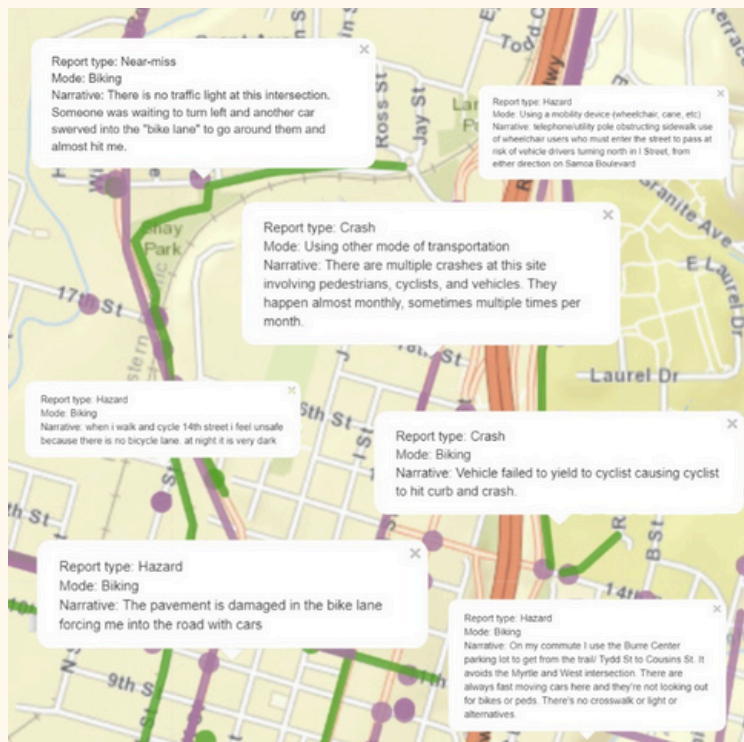 Todd C
Report type: Near-miss
Mode: Biking
Narrative: There is no traffic light at this intersection.
Someone was waiting to turn left and another car
swerved into the "bike lane" to go around them and
almost hit me.
Ross St
Jay St
Report type: Hazard
Mode: Using a mobility device (wheelchair, cane, etc)
Narrative: telephone/utility pole obstructing sidewalk use
of wheelchair users who must enter the street to pass at
risk of vehicle drivers turning north in I Street, from
either direction on Samoa Boulevard
Granite Ave
Report type: Crash
Mode: Using other mode of transportation
Narrative: There are multiple crashes at this site
involving pedestrians, cyclists, and vehicles. They
happen almost monthly, sometimes multiple times per
month.
Park
E Laurel Dr
17th St
Laurel Dr
Report type: Hazard
Mode: Biking
Narrative: when i walk and cycle 14th street i feel unsafe
because there is no bicycle lane. at night it is very dark
I St
Report type: Crash
Mode: Biking
Narrative: Vehicle failed to yield to cyclist causing cyclist
to hit curb and crash.
B St
14th
Report type: Hazard
Mode: Biking
Narrative: The pavement is damaged in the bike lane
forcing me into the road with cars
Report type: Hazard
Mode: Biking
Narrative: On my commute I use the Burre Center
parking lot to get from the trail/ Tydd St to Cousins St. It
avoids the Myrtle and West intersection. There are
always fast moving cars here and they're not looking out
for bikes or peds. There's no crosswalk or light or
alternatives.
9th S